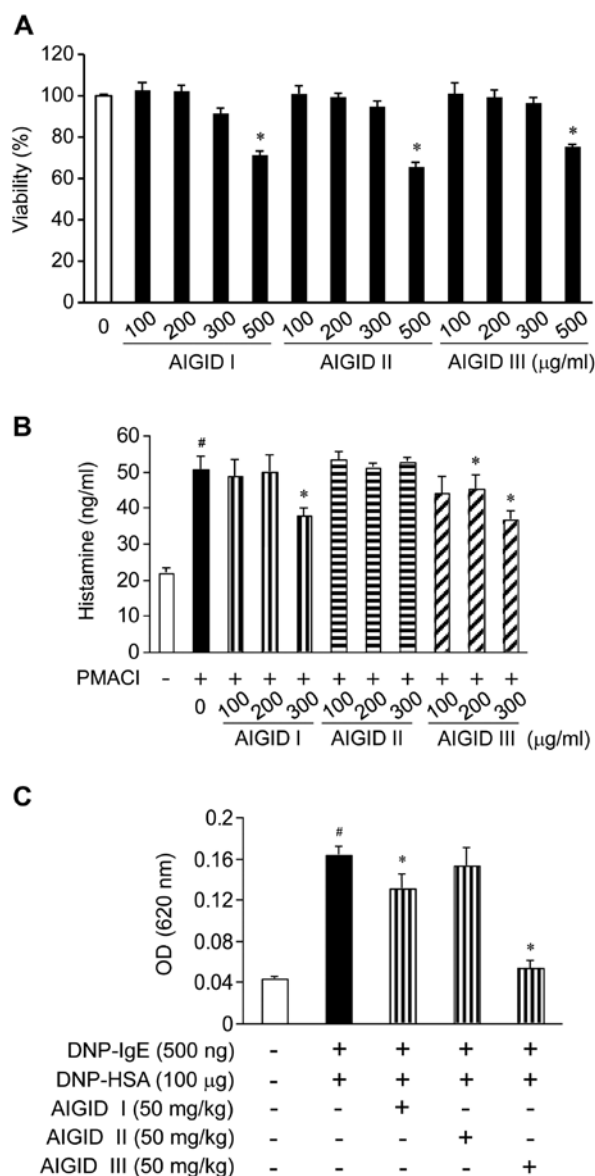 A
120
100
80
60
40
20
0
Viability (%)
* * *
0 100 200 300 500 100 200 300 500 100 200 300 500
AIGID I AIGID II AIGID III (μg/ml)
B
60
50
40
30
20
10
0
Histamine (ng/ml)
# * * *
PMACI - + + + + + + + + + +
0 100 200 300 100 200 300 100 200 300
AIGID I AIGID II AIGID III (μg/ml)
C
0.16
0.12
0.08
0.04
0
OD (620 nm)
# * *
DNP-IgE (500 ng) - + + + +
DNP-HSA (100 μg) - + + + +
AIGID I (50 mg/kg) - - + - -
AIGID II (50 mg/kg) - - - + -
AIGID III (50 mg/kg) - - - - +